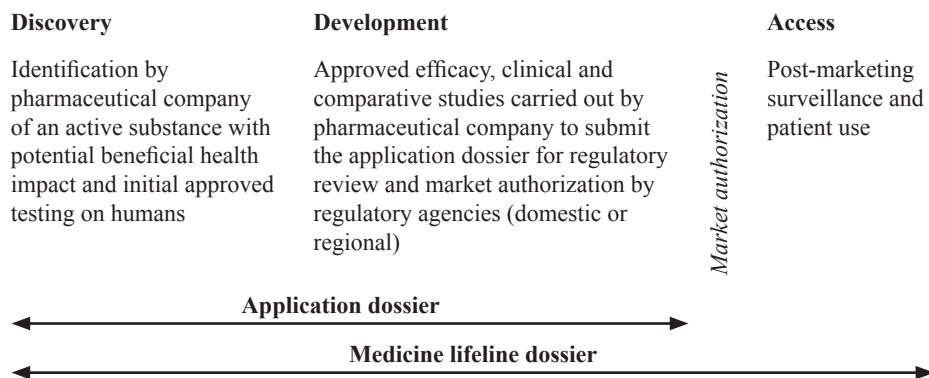 Discovery
Identification by
pharmaceutical company
of an active substance with
potential beneficial health
impact and initial approved
testing on humans
Development
Approved efficacy, clinical and
comparative studies carried out by
pharmaceutical company to submit
the application dossier for regulatory
review and market authorization by
regulatory agencies (domestic or
regional)
Market authorization
Access
Post-marketing
surveillance and
patient use
Application dossier
Medicine lifeline dossier